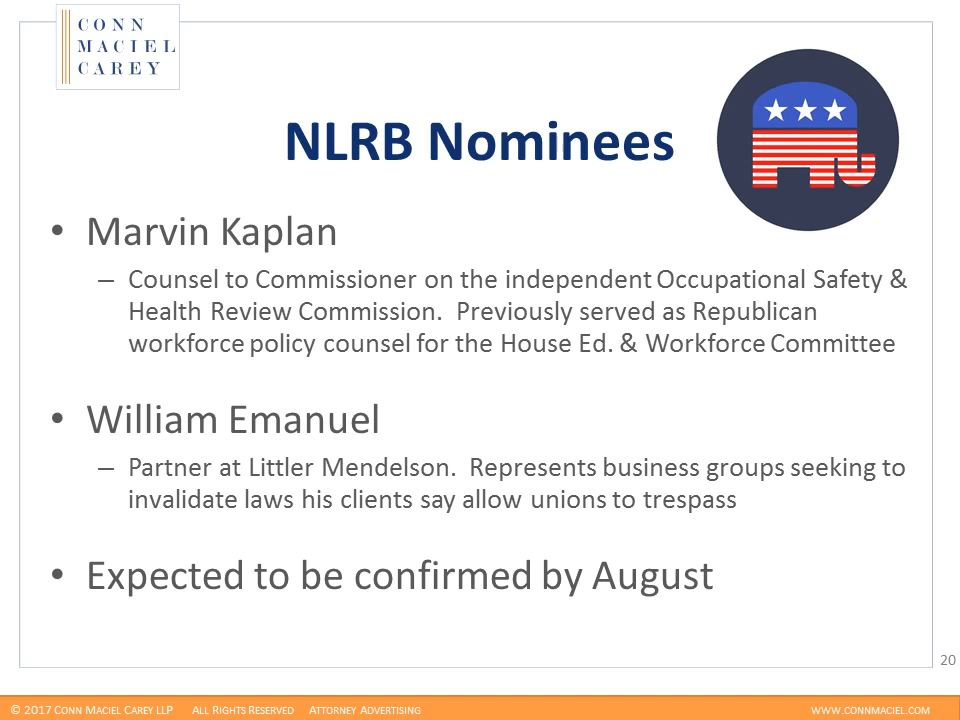 CONN
MACIEL
CAREY
NLRB Nominees
• Marvin Kaplan
– Counsel to Commissioner on the independent Occupational Safety &
Health Review Commission.  Previously served as Republican
workforce policy counsel for the House Ed. & Workforce Committee
• William Emanuel
– Partner at Littler Mendelson.  Represents business groups seeking to
invalidate laws his clients say allow unions to trespass
• Expected to be confirmed by August
20
© 2017 CONN MACIEL CAREY LLP ALL RIGHTS RESERVED ATTORNEY ADVERTISING WWW.CONNMACIEL.COM